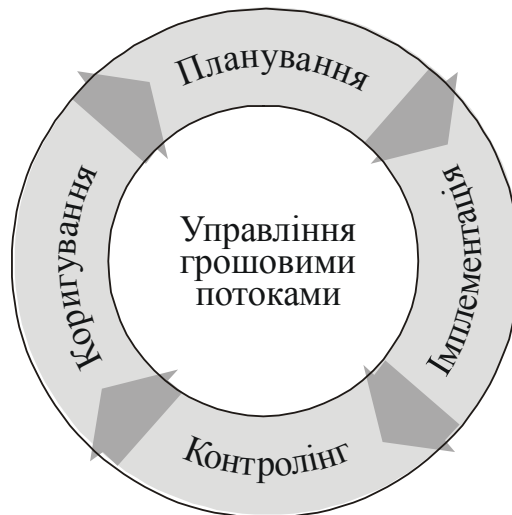 Планування
Імплементація
Контролінг
Коригування
Управління
грошовими
потоками